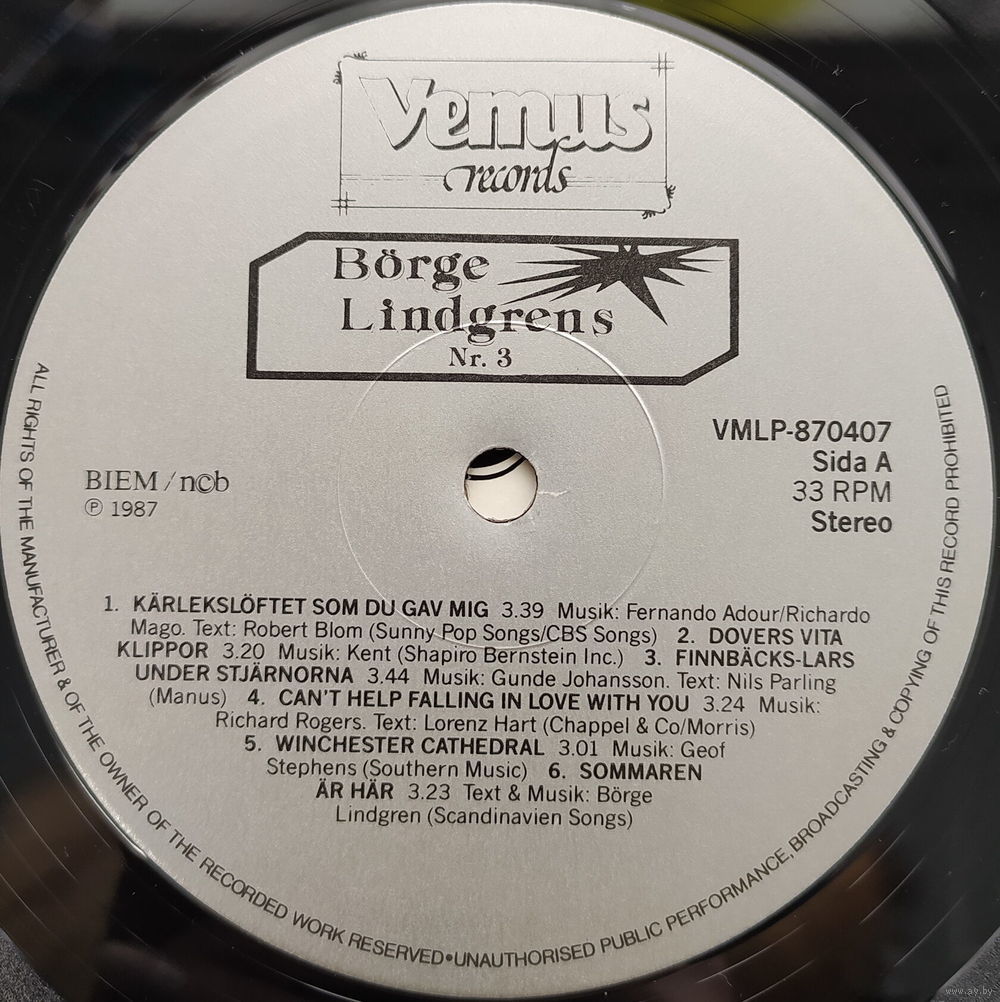 Vemus
records
Börge
Lindgrens
Nr. 3
VMLP-870407
Sida A
33 RPM
Stereo
BIEM / ncb
℗ 1987
1. KÄRLEKSLÖFTET SOM DU GAV MIG 3.39 Musik: Fernando Adour/Richardo
Mago. Text: Robert Blom (Sunny Pop Songs/CBS Songs) 2. DOVERS VITA
KLIPPOR 3.20 Musik: Kent (Shapiro Bernstein Inc.) 3. FINNBÄCKS-LARS
UNDER STJÄRNORNA 3.44 Musik: Gunde Johansson. Text: Nils Parling
(Manus) 4. CAN'T HELP FALLING IN LOVE WITH YOU 3.24 Musik:
Richard Rogers. Text: Lorenz Hart (Chappel & Co/Morris)
5. WINCHESTER CATHEDRAL 3.01 Musik: Geof
Stephens (Southern Music) 6. SOMMAREN
ÄR HÄR 3.23 Text & Musik: Börge
Lindgren (Scandinavien Songs)
ALL RIGHTS OF THE MANUFACTURER & OF THE OWNER OF THE RECORDED WORK RESERVED•UNAUTHORISED PUBLIC PERFORMANCE, BROADCASTING & COPYING OF THIS RECORD PROHIBITED
www.ay.by